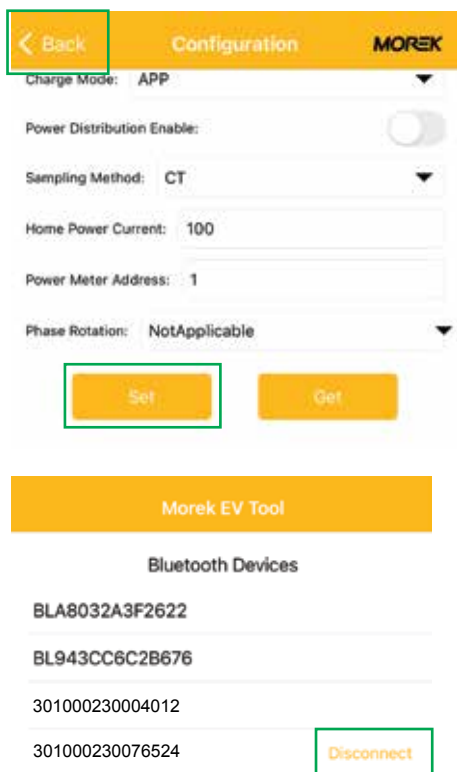 Back Configuration MOREK
Charge Mode: APP
Power Distribution Enable:
Sampling Method: CT
Home Power Current: 100
Power Meter Address: 1
Phase Rotation: NotApplicable
Set Get
Morek EV Tool
Bluetooth Devices
BLA8032A3F2622
BL943CC6C2B676
301000230004012
301000230076524 Disconnect